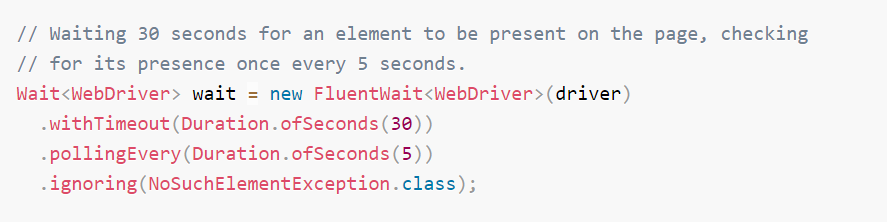 // Waiting 30 seconds for an element to be present on the page, checking
// for its presence once every 5 seconds.
Wait<WebDriver> wait = new FluentWait<WebDriver>(driver)
  .withTimeout(Duration.ofSeconds(30))
  .pollingEvery(Duration.ofSeconds(5))
  .ignoring(NoSuchElementException.class);